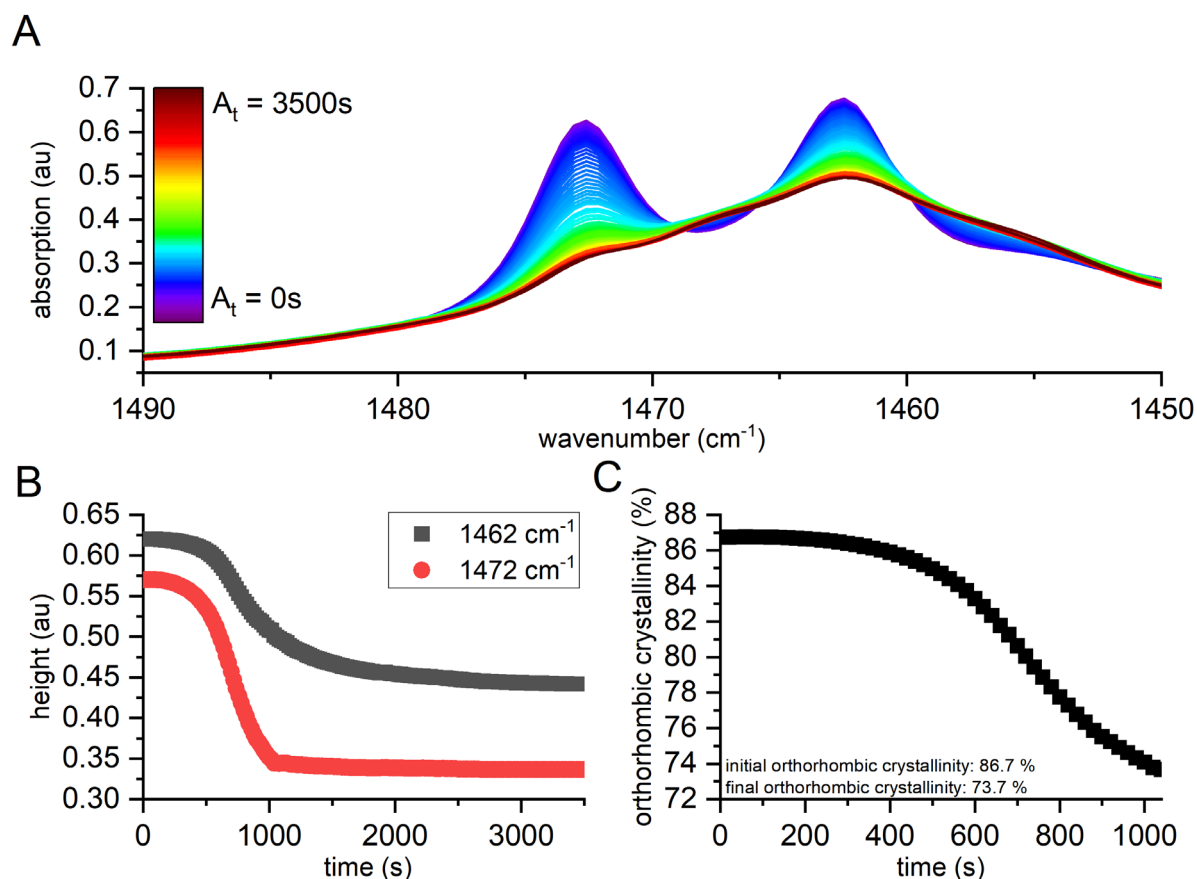 A
0.7
0.6
0.5
0.4
0.3
0.2
0.1
absorption (au)
Aₜ = 3500s
Aₜ = 0s
1490
1480
1470
1460
1450
wavenumber (cm⁻¹)
B
0.65
0.60
0.55
0.50
0.45
0.40
0.35
0.30
height (au)
1462 cm⁻¹
1472 cm⁻¹
0
1000
2000
3000
time (s)
C
88
86
84
82
80
78
76
74
72
orthorhombic crystallinity (%)
initial orthorhombic crystallinity: 86.7 %
final orthorhombic crystallinity: 73.7 %
0
200
400
600
800
1000
time (s)